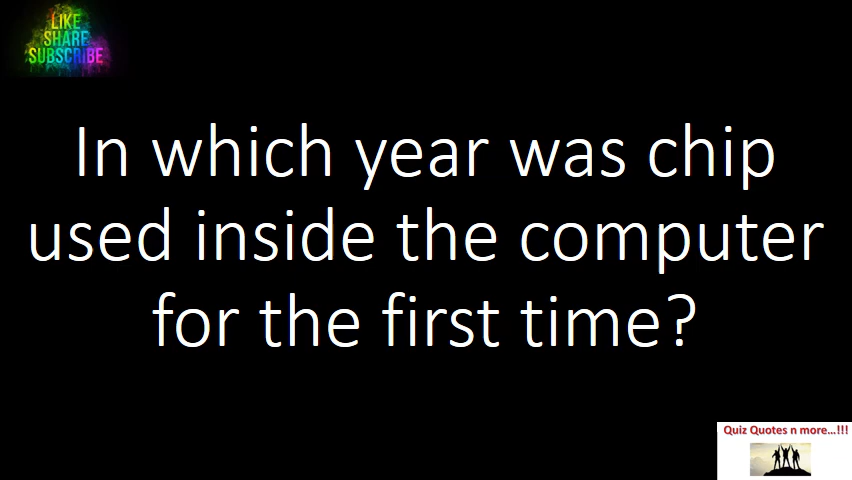 LIKE
SHARE
SUBSCRIBE
In which year was chip
used inside the computer
for the first time?
Quiz Quotes n more...!!!